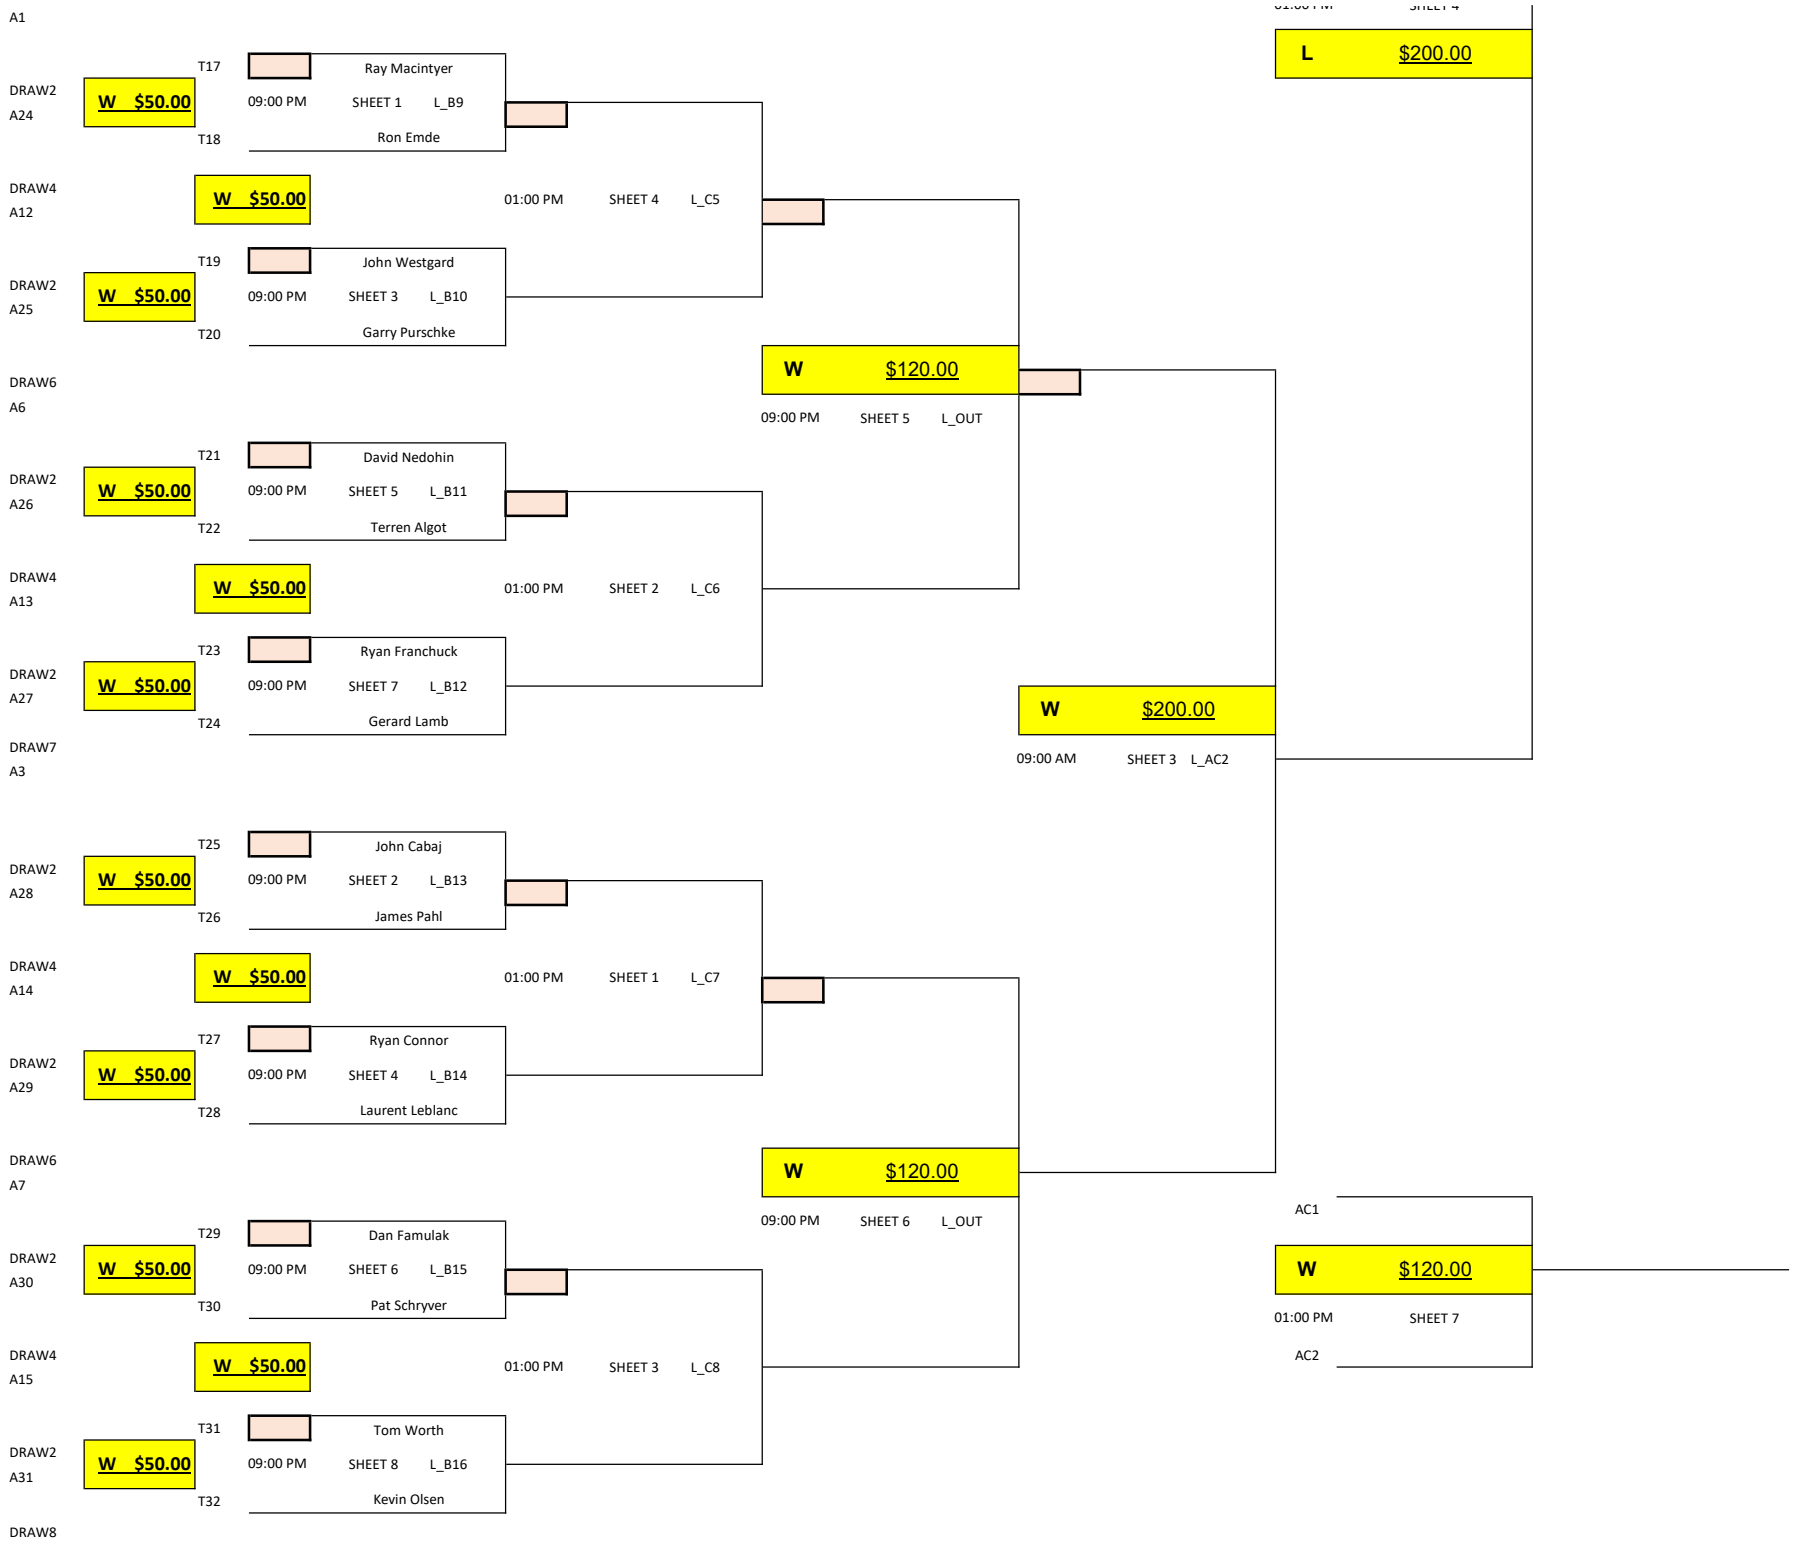 01:00 PM SHEET 4
A1
L $200.00
T17 Ray Macintyer
DRAW2
W $50.00 09:00 PM SHEET 1 L_B9
A24
T18 Ron Emde
DRAW4
W $50.00 01:00 PM SHEET 4 L_C5
A12
T19 John Westgard
DRAW2
W $50.00 09:00 PM SHEET 3 L_B10
A25
T20 Garry Purschke
W $120.00
DRAW6
A6
09:00 PM SHEET 5 L_OUT
T21 David Nedohin
DRAW2
W $50.00 09:00 PM SHEET 5 L_B11
A26
T22 Terren Algot
DRAW4
W $50.00 01:00 PM SHEET 2 L_C6
A13
T23 Ryan Franchuck
DRAW2
W $50.00 09:00 PM SHEET 7 L_B12
A27
W $200.00
T24 Gerard Lamb
DRAW7
09:00 AM SHEET 3 L_AC2
A3
T25 John Cabaj
DRAW2
W $50.00 09:00 PM SHEET 2 L_B13
A28
T26 James Pahl
DRAW4
W $50.00 01:00 PM SHEET 1 L_C7
A14
T27 Ryan Connor
DRAW2
W $50.00 09:00 PM SHEET 4 L_B14
A29
T28 Laurent Leblanc
DRAW6
W $120.00
A7
AC1
09:00 PM SHEET 6 L_OUT
T29 Dan Famulak
DRAW2
W $50.00 09:00 PM SHEET 6 L_B15
W $120.00
A30
T30 Pat Schryver
01:00 PM SHEET 7
DRAW4
AC2
W $50.00 01:00 PM SHEET 3 L_C8
A15
T31 Tom Worth
DRAW2
W $50.00 09:00 PM SHEET 8 L_B16
A31
T32 Kevin Olsen
DRAW8